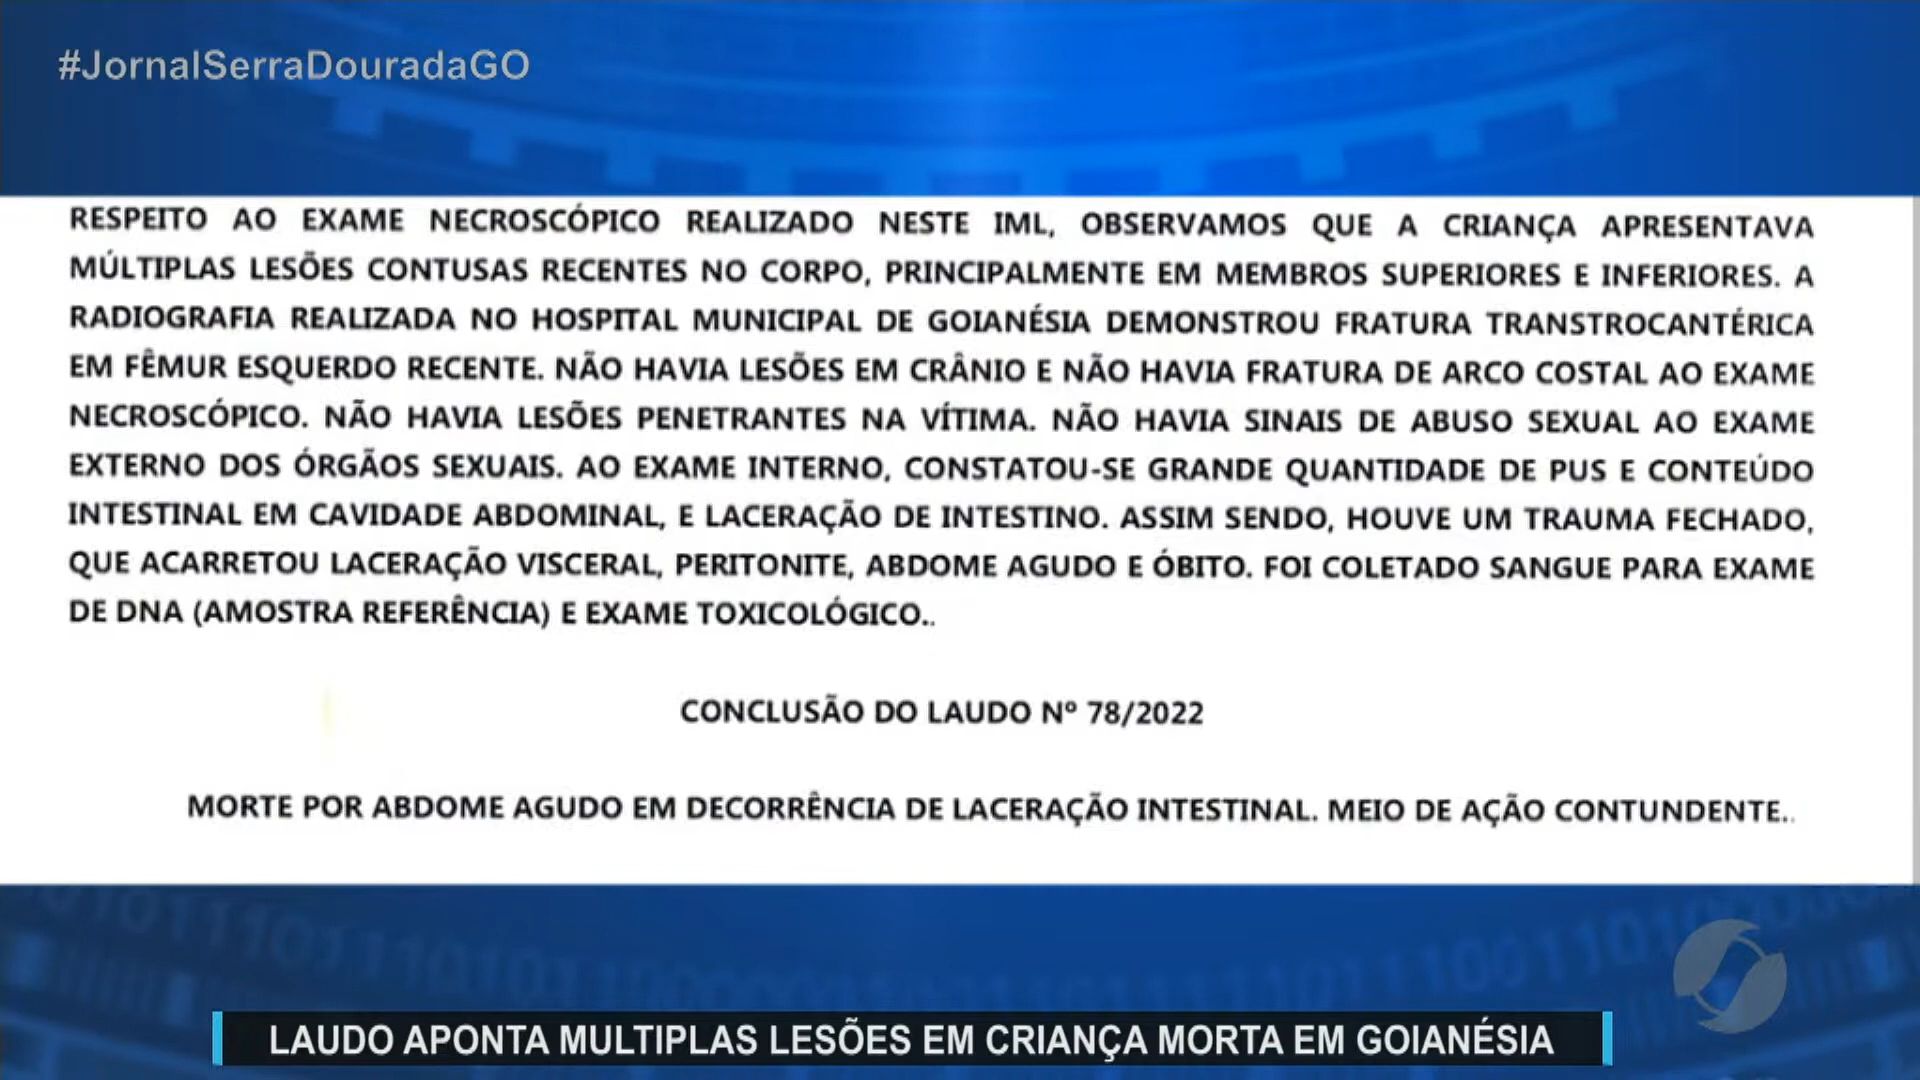 #JornalSerraDouradaGO
RESPEITO AO EXAME NECROSCÓPICO REALIZADO NESTE IML, OBSERVAMOS QUE A CRIANÇA APRESENTAVA
MÚLTIPLAS LESÕES CONTUSAS RECENTES NO CORPO, PRINCIPALMENTE EM MEMBROS SUPERIORES E INFERIORES. A
RADIOGRAFIA REALIZADA NO HOSPITAL MUNICIPAL DE GOIANÉSIA DEMONSTROU FRATURA TRANSTROCANTÉRICA
EM FÊMUR ESQUERDO RECENTE. NÃO HAVIA LESÕES EM CRÂNIO E NÃO HAVIA FRATURA DE ARCO COSTAL AO EXAME
NECROSCÓPICO. NÃO HAVIA LESÕES PENETRANTES NA VÍTIMA. NÃO HAVIA SINAIS DE ABUSO SEXUAL AO EXAME
EXTERNO DOS ÓRGÃOS SEXUAIS. AO EXAME INTERNO, CONSTATOU-SE GRANDE QUANTIDADE DE PUS E CONTEÚDO
INTESTINAL EM CAVIDADE ABDOMINAL, E LACERAÇÃO DE INTESTINO. ASSIM SENDO, HOUVE UM TRAUMA FECHADO,
QUE ACARRETOU LACERAÇÃO VISCERAL, PERITONITE, ABDOME AGUDO E ÓBITO. FOI COLETADO SANGUE PARA EXAME
DE DNA (AMOSTRA REFERÊNCIA) E EXAME TOXICOLÓGICO..
CONCLUSÃO DO LAUDO Nº 78/2022
MORTE POR ABDOME AGUDO EM DECORRÊNCIA DE LACERAÇÃO INTESTINAL. MEIO DE AÇÃO CONTUNDENTE..
LAUDO APONTA MULTIPLAS LESÕES EM CRIANÇA MORTA EM GOIANÉSIA